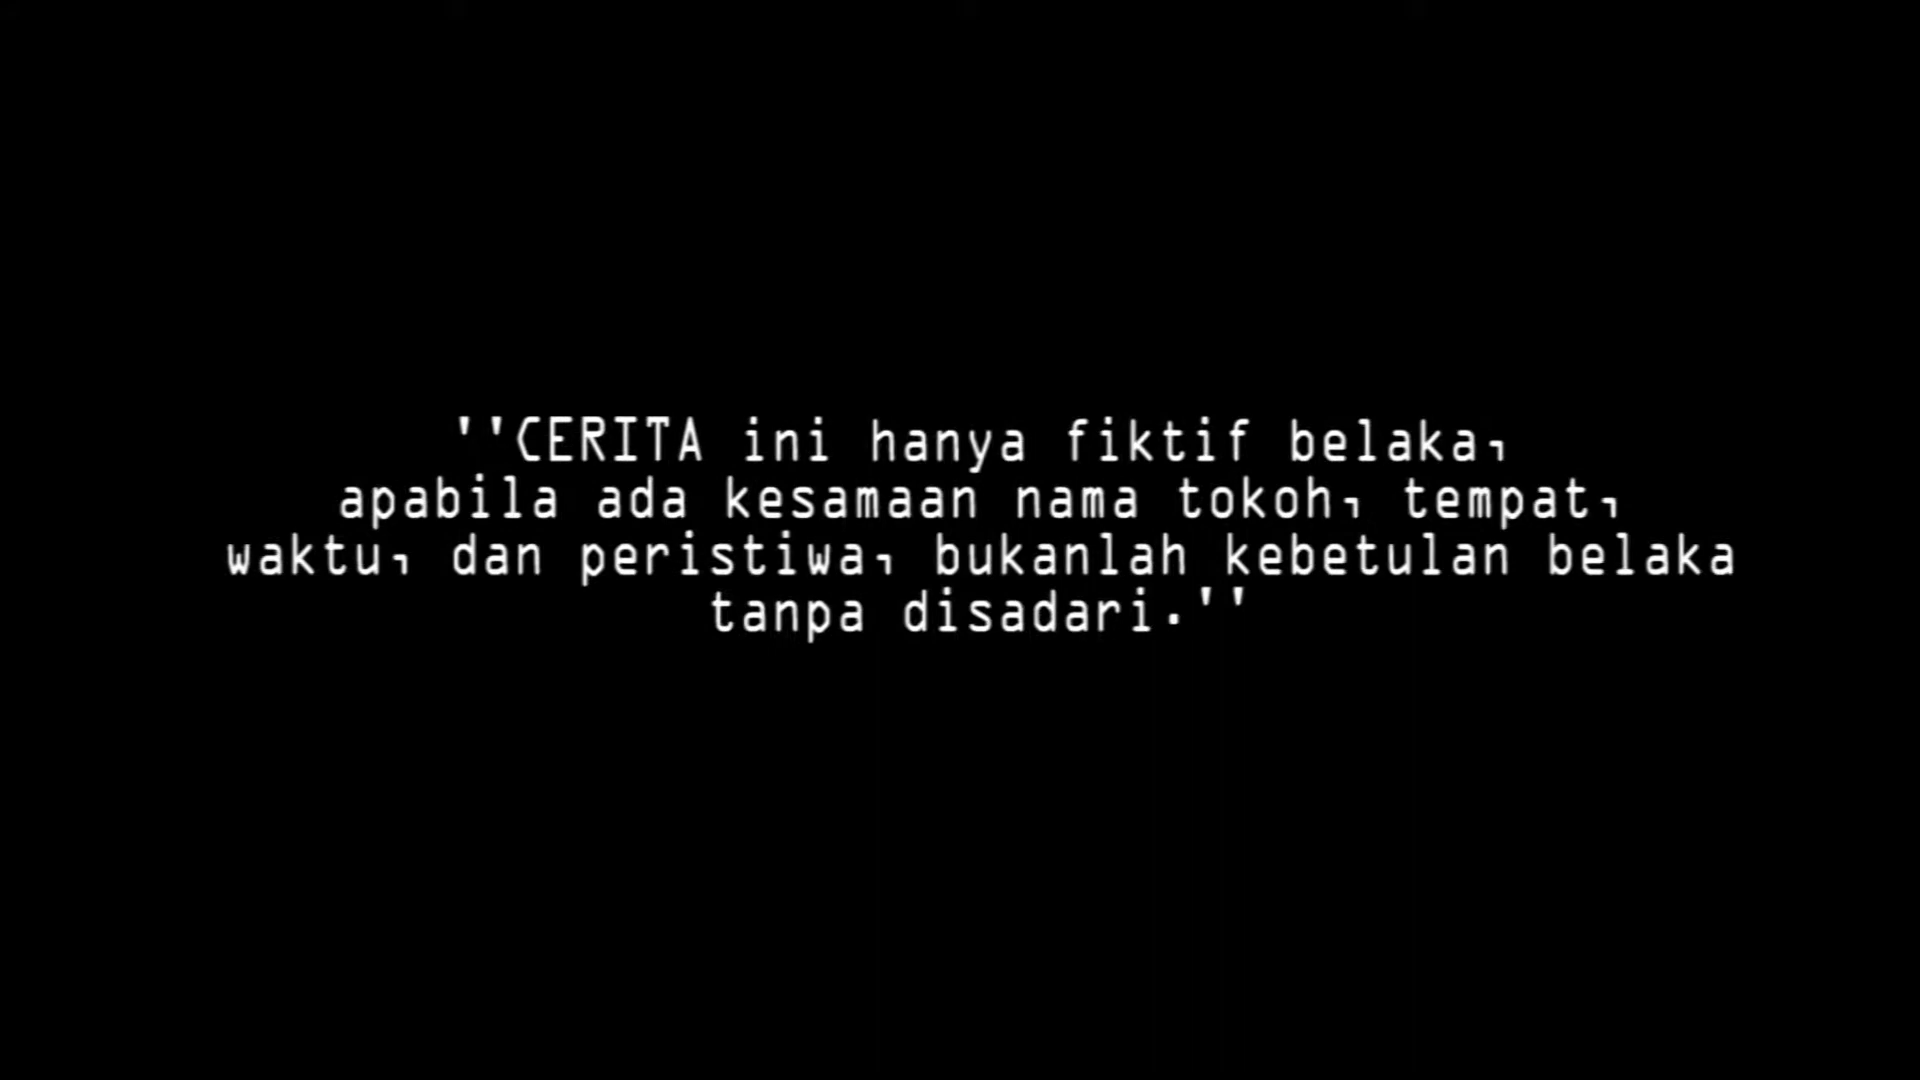 ''CERITA ini hanya fiktif belaka,
apabila ada kesamaan nama tokoh, tempat,
waktu, dan peristiwa, bukanlah kebetulan belaka
tanpa disadari.''